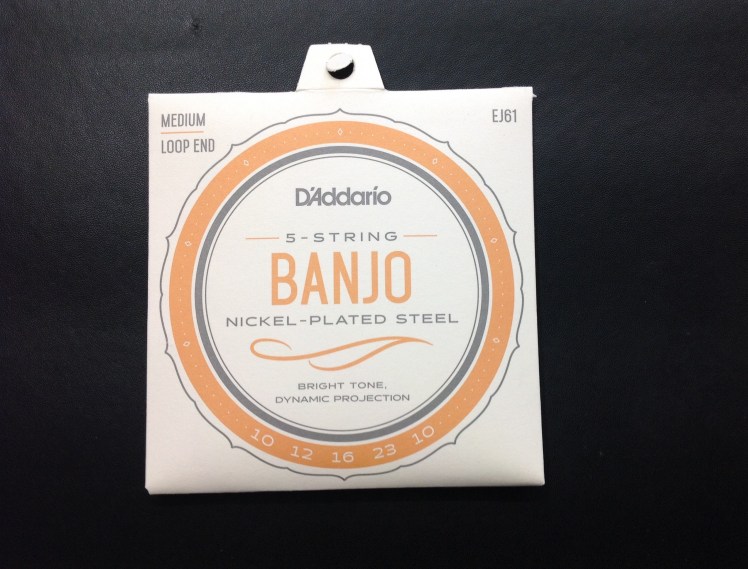 MEDIUM
LOOP END
EJ61
D'Addario
5-STRING
BANJO
NICKEL-PLATED STEEL
BRIGHT TONE,
DYNAMIC PROJECTION
10 12 16 23 10